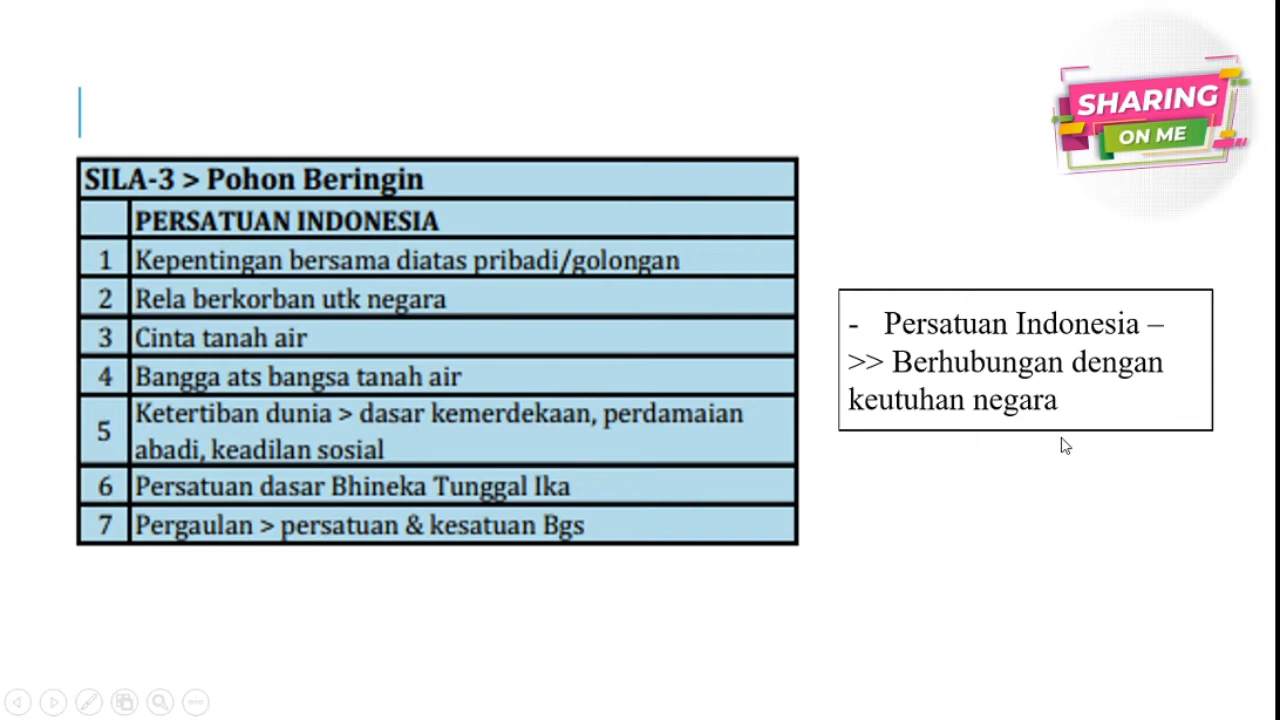 SHARING
ON ME
SILA-3 > Pohon Beringin
PERSATUAN INDONESIA
1 Kepentingan bersama diatas pribadi/golongan
2 Rela berkorban utk negara
3 Cinta tanah air
4 Bangga ats bangsa tanah air
5 Ketertiban dunia > dasar kemerdekaan, perdamaian
abadi, keadilan sosial
6 Persatuan dasar Bhineka Tunggal Ika
7 Pergaulan > persatuan & kesatuan Bgs
- Persatuan Indonesia –
>> Berhubungan dengan
keutuhan negara